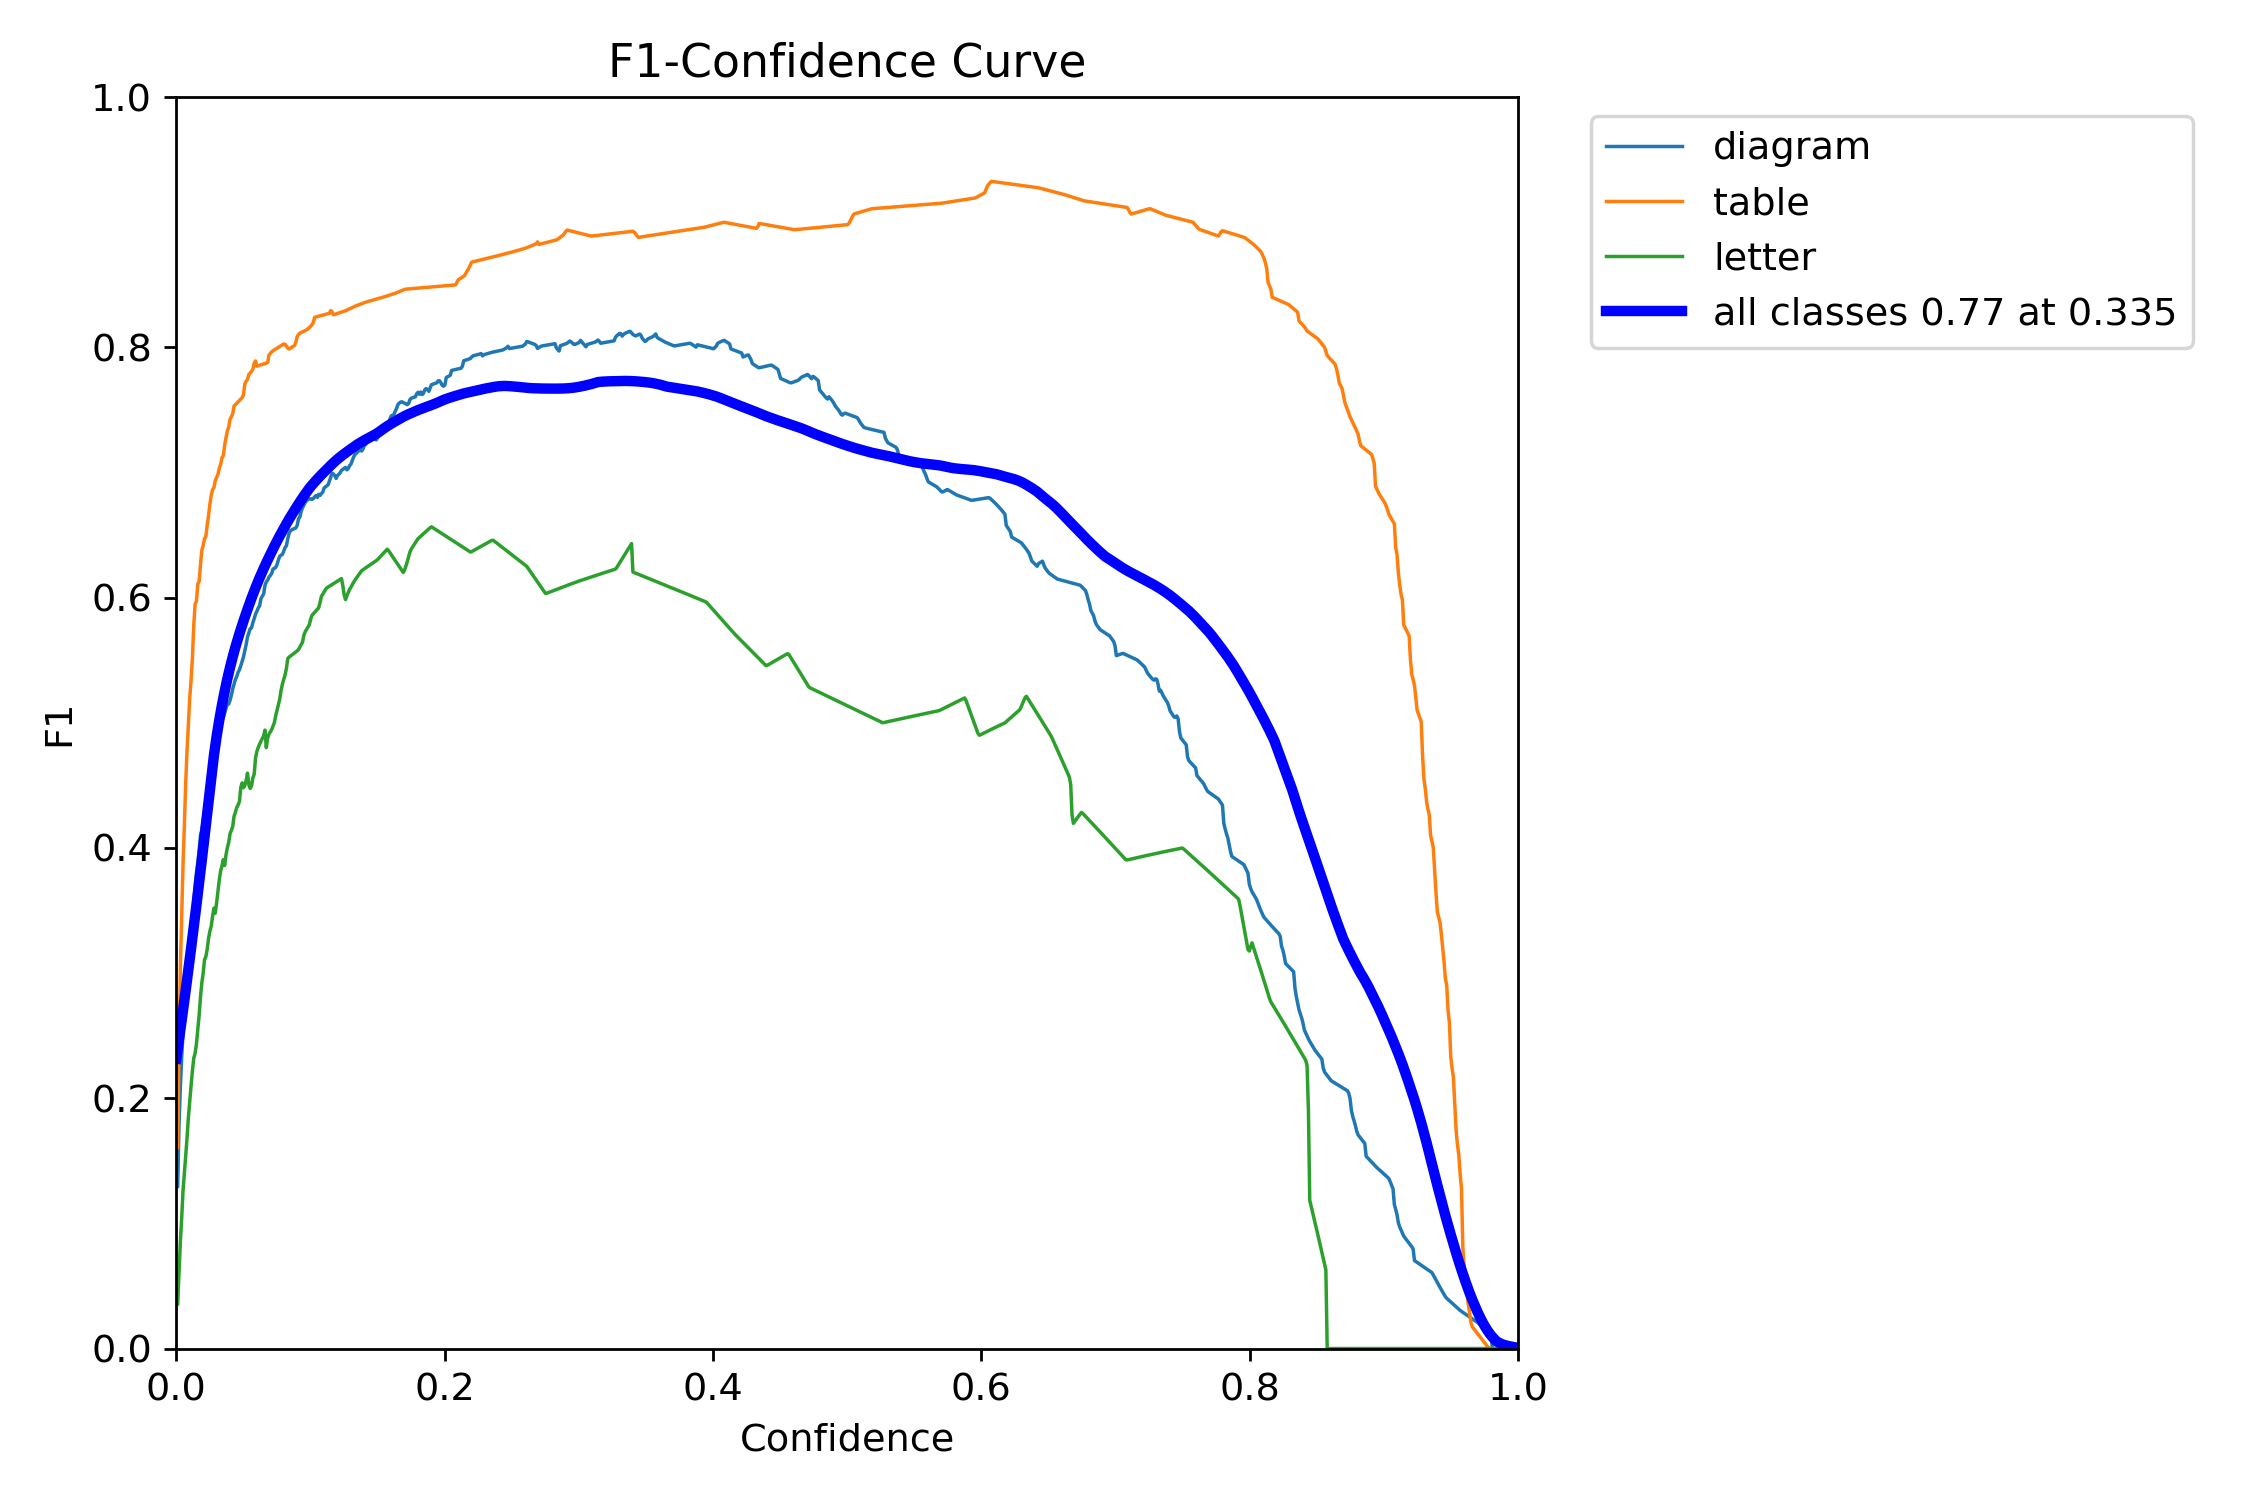 F1-Confidence Curve
1.0
0.8
0.6
0.4
0.2
0.0
F1
0.0 0.2 0.4 0.6 0.8 1.0
Confidence
diagram
table
letter
all classes 0.77 at 0.335